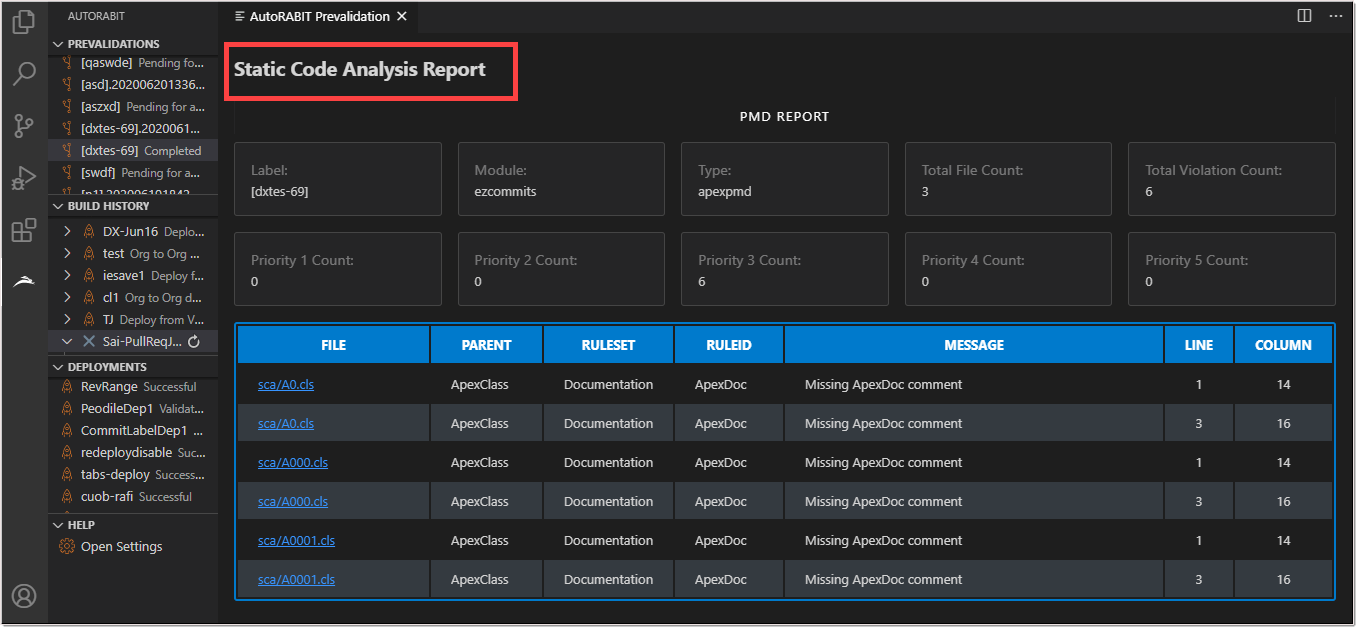 AUTORABIT
PREVALIDATIONS
[qaswde] Pending fo...
[asd].202006201336...
[aszxd] Pending for a...
[dxtes-69].2020061...
[dxtes-69] Completed
[swdf] Pending for a...
BUILD HISTORY
DX-Jun16 Deplo...
test Org to Org ...
iesave1 Deploy f...
cl1 Org to Org d...
TJ Deploy from V...
Sai-PullReqJ...
DEPLOYMENTS
RevRange Successful
PeodileDep1 Validat...
CommitLabelDep1 ...
redeploydisable Suc...
tabs-deploy Success...
cuob-rafi Successful
HELP
Open Settings
AutoRABIT Prevalidation
Static Code Analysis Report
PMD REPORT
Label: Module: Type: Total File Count: Total Violation Count:
[dxtes-69] ezcommits apexpmd 3 6
Priority 1 Count: Priority 2 Count: Priority 3 Count: Priority 4 Count: Priority 5 Count:
0 0 6 0 0
FILE PARENT RULESET RULEID MESSAGE LINE COLUMN
sca/A0.cls ApexClass Documentation ApexDoc Missing ApexDoc comment 1 14
sca/A0.cls ApexClass Documentation ApexDoc Missing ApexDoc comment 3 16
sca/A000.cls ApexClass Documentation ApexDoc Missing ApexDoc comment 1 14
sca/A000.cls ApexClass Documentation ApexDoc Missing ApexDoc comment 3 16
sca/A0001.cls ApexClass Documentation ApexDoc Missing ApexDoc comment 1 14
sca/A0001.cls ApexClass Documentation ApexDoc Missing ApexDoc comment 3 16